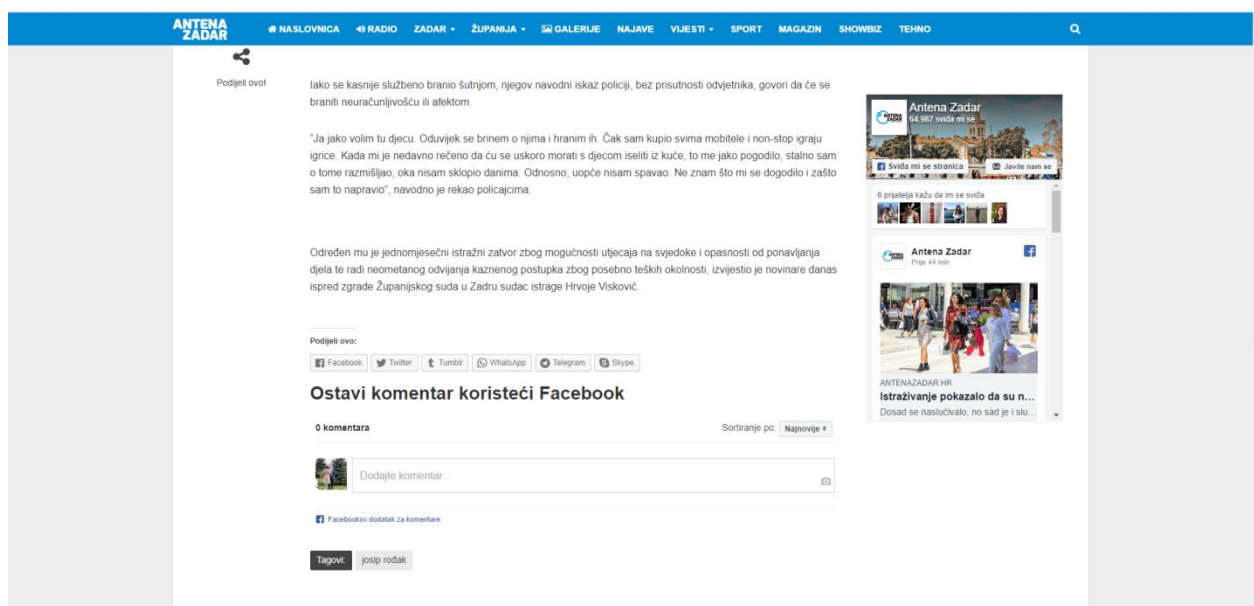 ANTENA
ZADAR
NASLOVNICA RADIO ZADAR ŽUPANIJA GALERIJE NAJAVE VIJESTI SPORT MAGAZIN SHOWBIZ TEHNO
Podijeli ovo!
Iako se kasnije službeno branio šutnjom, njegov navodni iskaz policiji, bez prisutnosti odvjetnika, govori da će se
braniti neuračunljivošću ili afektom.
"Ja jako volim tu djecu. Oduvijek se brinem o njima i hranim ih. Čak sam kupio svima mobitele i non-stop igraju
igrice. Kada mi je nedavno rečeno da ću se uskoro morati s djecom iseliti iz kuće, to me jako pogodilo, stalno sam
o tome razmišljao, oka nisam sklopio danima. Odnosno, uopće nisam spavao. Ne znam što mi se dogodilo i zašto
sam to napravio", navodno je rekao policajcima.
Određen mu je jednomjesečni istražni zatvor zbog mogućnosti utjecaja na svjedoke i opasnosti od ponavljanja
djela te radi neometanog odvijanja kaznenog postupka zbog posebno teških okolnosti, izvijestio je novinare danas
ispred zgrade Županijskog suda u Zadru sudac istrage Hrvoje Visković.
Podijeli ovo:
Facebook Twitter Tumblr WhatsApp Telegram Skype
Ostavi komentar koristeći Facebook
0 komentara Sortiranje po: Najnovije
Dodajte komentar...
Facebookov dodatak za komentare
Tagovi: josip rođak
Antena Zadar
64.987 sviđa mi se
Sviđa mi se stranica Javite nam se
6 prijatelja kažu da im se sviđa
Antena Zadar
Prije 44 min
ANTENAZADAR.HR
Istraživanje pokazalo da su n...
Dosad se naslućivalo, no sad je i slu...